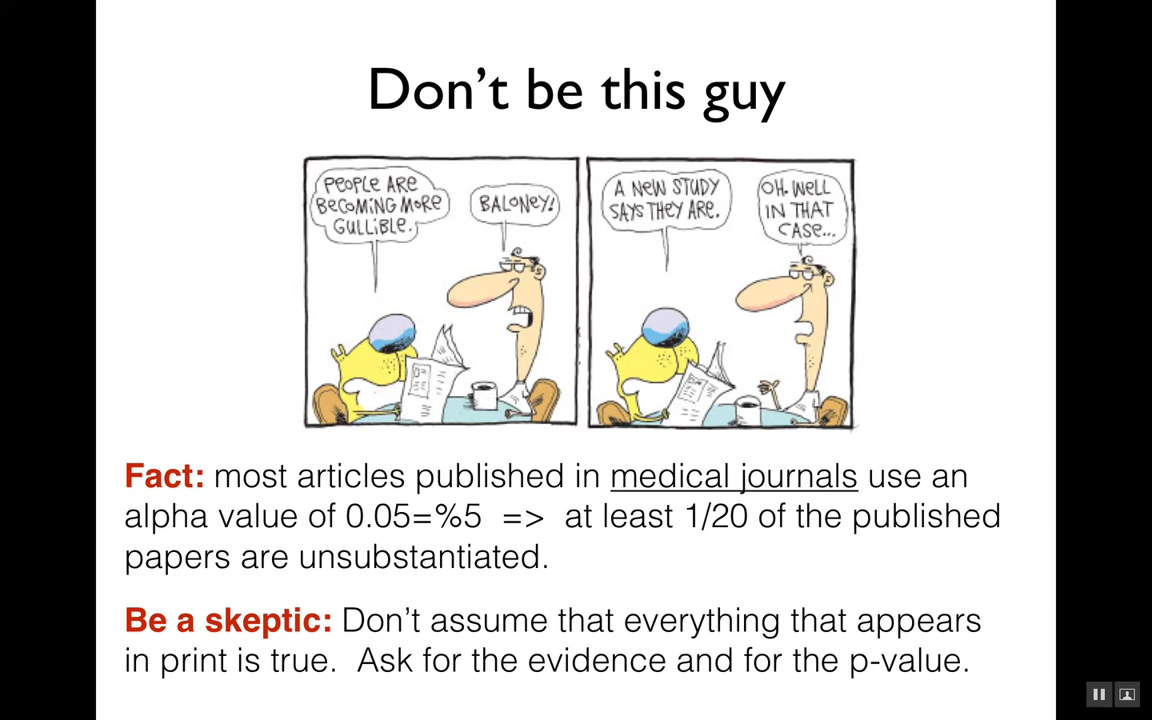 Don't be this guy
PEOPLE ARE
BECOMING MORE
GULLIBLE.
BALONEY!
A NEW STUDY
SAYS THEY ARE.
OH. WELL
IN THAT
CASE...
Fact: most articles published in medical journals use an
alpha value of 0.05=%5 => at least 1/20 of the published
papers are unsubstantiated.
Be a skeptic: Don't assume that everything that appears
in print is true. Ask for the evidence and for the p-value.